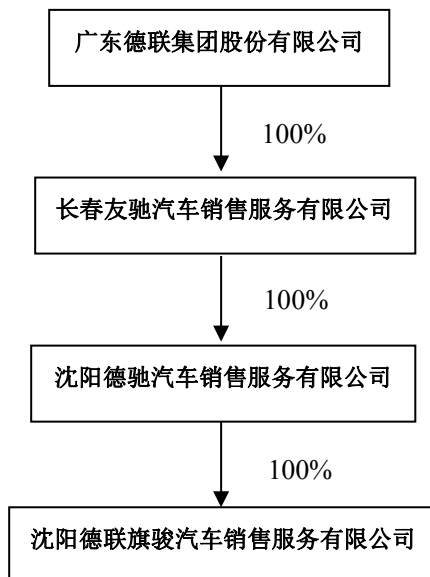 广东德联集团股份有限公司
100%
长春友驰汽车销售服务有限公司
100%
沈阳德驰汽车销售服务有限公司
100%
沈阳德联旗骏汽车销售服务有限公司